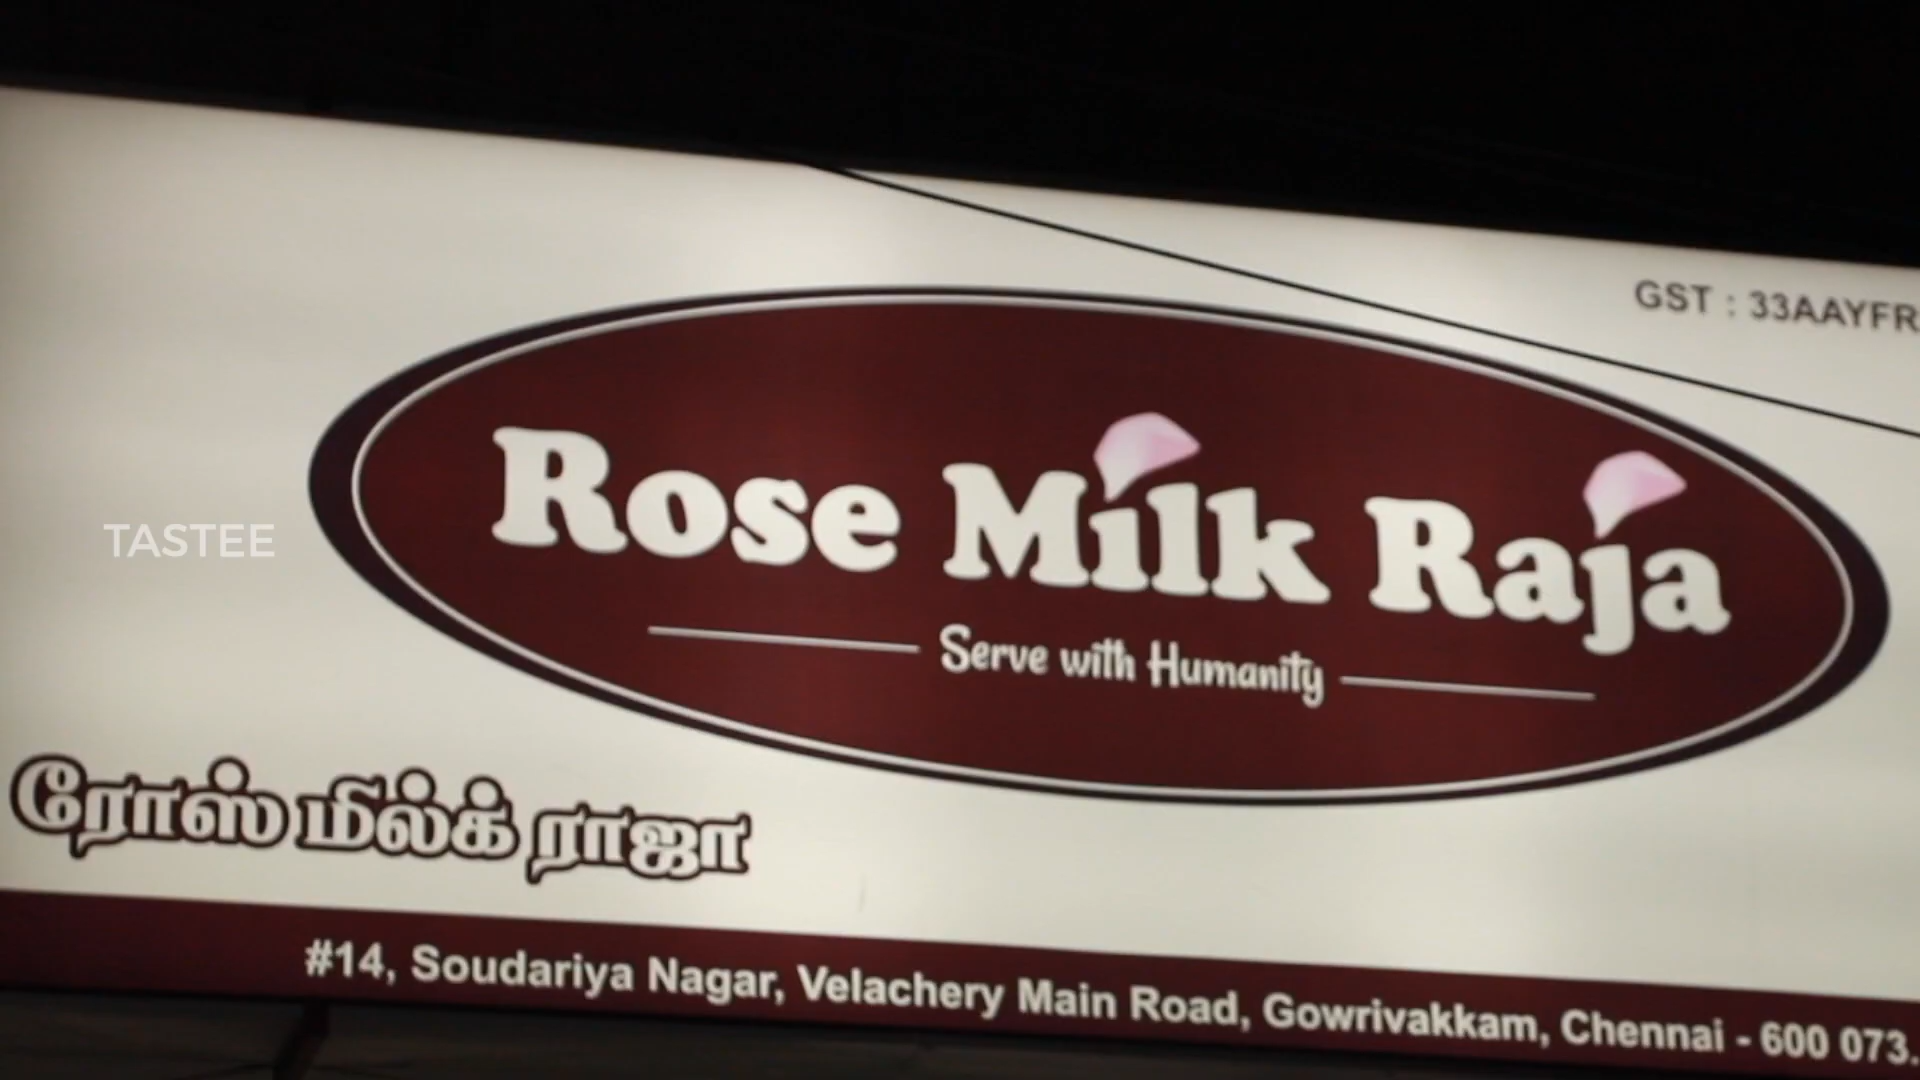 GST : 33AAYFR
Rose Milk Raja
Serve with Humanity
TASTEE
ரோஸ் மில்க் ராஜா
#14, Soudariya Nagar, Velachery Main Road, Gowrivakkam, Chennai - 600 073.